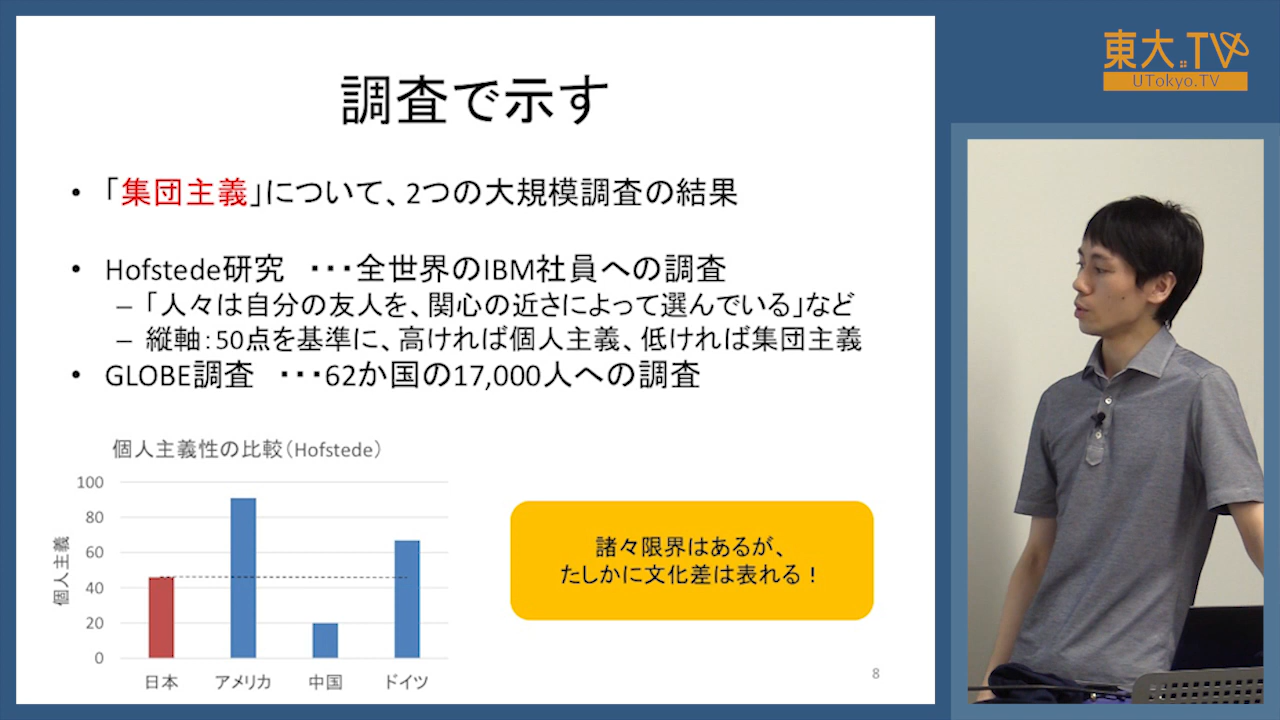 調査で示す
• 「集団主義」について、2つの大規模調査の結果
• Hofstede研究 ・・・全世界のIBM社員への調査
– 「人々は自分の友人を、関心の近さによって選んでいる」など
– 縦軸：50点を基準に、高ければ個人主義、低ければ集団主義
• GLOBE調査 ・・・62か国の17,000人への調査
個人主義性の比較（Hofstede）
個人主義
100
80
60
40
20
0
日本 アメリカ 中国 ドイツ
諸々限界はあるが、
たしかに文化差は表れる！
8
東大.TV
UTokyo.TV